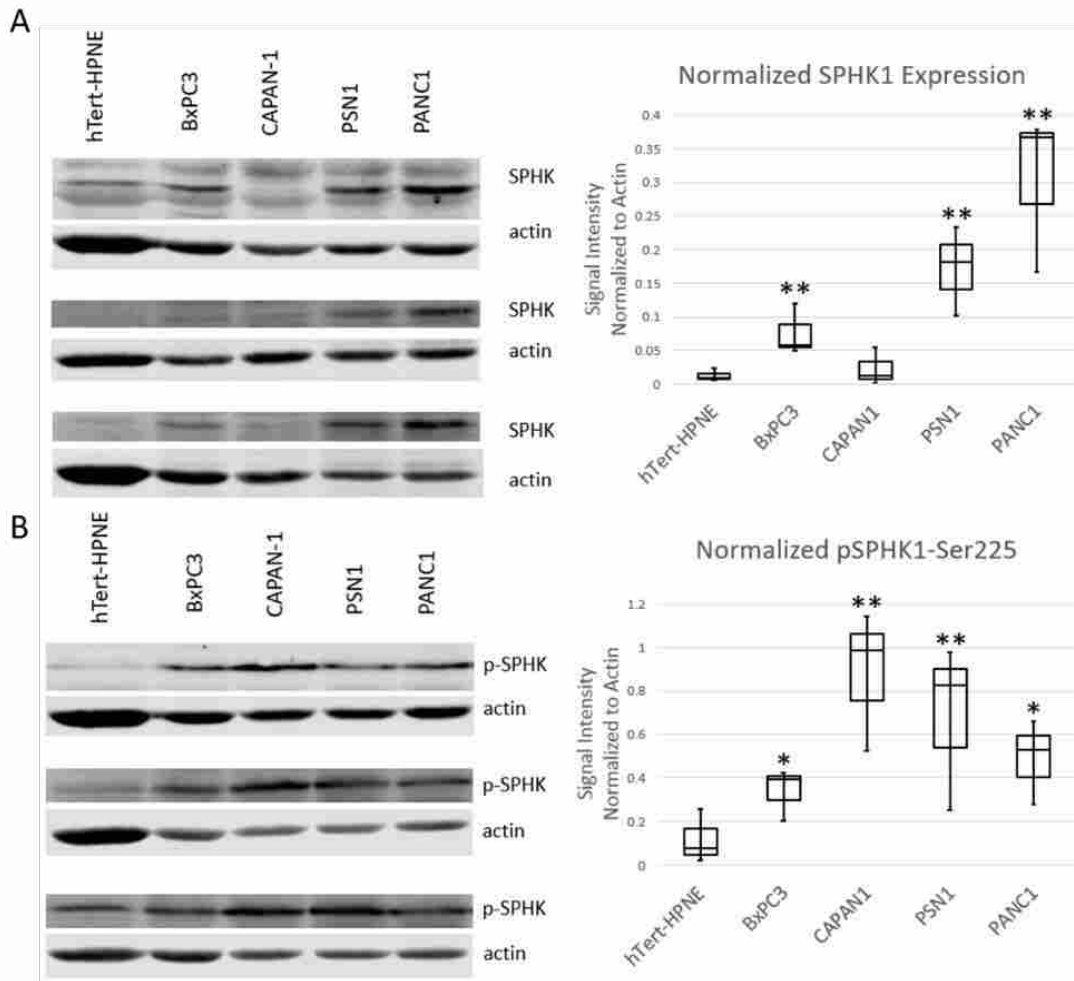 A
hTert-HPNE
BxPC3
CAPAN-1
PSN1
PANC1
SPHK
actin
SPHK
actin
SPHK
actin
Normalized SPHK1 Expression
Signal Intensity
Normalized to Actin
0.4
0.35
0.3
0.25
0.2
0.15
0.1
0.05
0
**
**
**
hTert-HPNE
BxPC3
CAPAN1
PSN1
PANC1
B
hTert-HPNE
BxPC3
CAPAN-1
PSN1
PANC1
p-SPHK
actin
p-SPHK
actin
p-SPHK
actin
Normalized pSPHK1-Ser225
Signal Intensity
Normalized to Actin
1.2
1
0.8
0.6
0.4
0.2
0
*
**
**
*
hTert-HPNE
BxPC3
CAPAN1
PSN1
PANC1